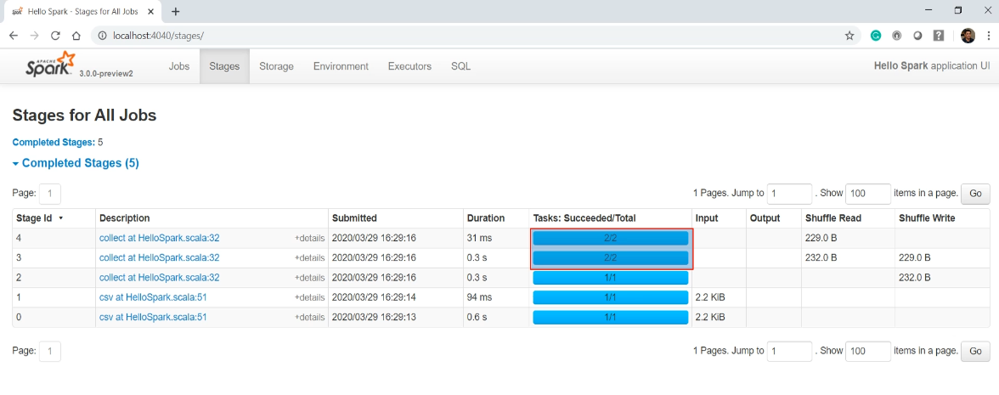 Hello Spark - Stages for All Jobs
localhost:4040/stages/
APACHE Spark 3.0.0-preview2 Jobs Stages Storage Environment Executors SQL Hello Spark application UI
Stages for All Jobs
Completed Stages: 5
Completed Stages (5)
Page: 1 1 Pages. Jump to 1 . Show 100 items in a page. Go
Stage Id Description Submitted Duration Tasks: Succeeded/Total Input Output Shuffle Read Shuffle Write
4 collect at HelloSpark.scala:32 +details 2020/03/29 16:29:16 31 ms 2/2 229.0 B
3 collect at HelloSpark.scala:32 +details 2020/03/29 16:29:16 0.3 s 2/2 232.0 B 229.0 B
2 collect at HelloSpark.scala:32 +details 2020/03/29 16:29:16 0.3 s 1/1 232.0 B
1 csv at HelloSpark.scala:51 +details 2020/03/29 16:29:14 94 ms 1/1 2.2 KiB
0 csv at HelloSpark.scala:51 +details 2020/03/29 16:29:13 0.6 s 1/1 2.2 KiB
Page: 1 1 Pages. Jump to 1 . Show 100 items in a page. Go